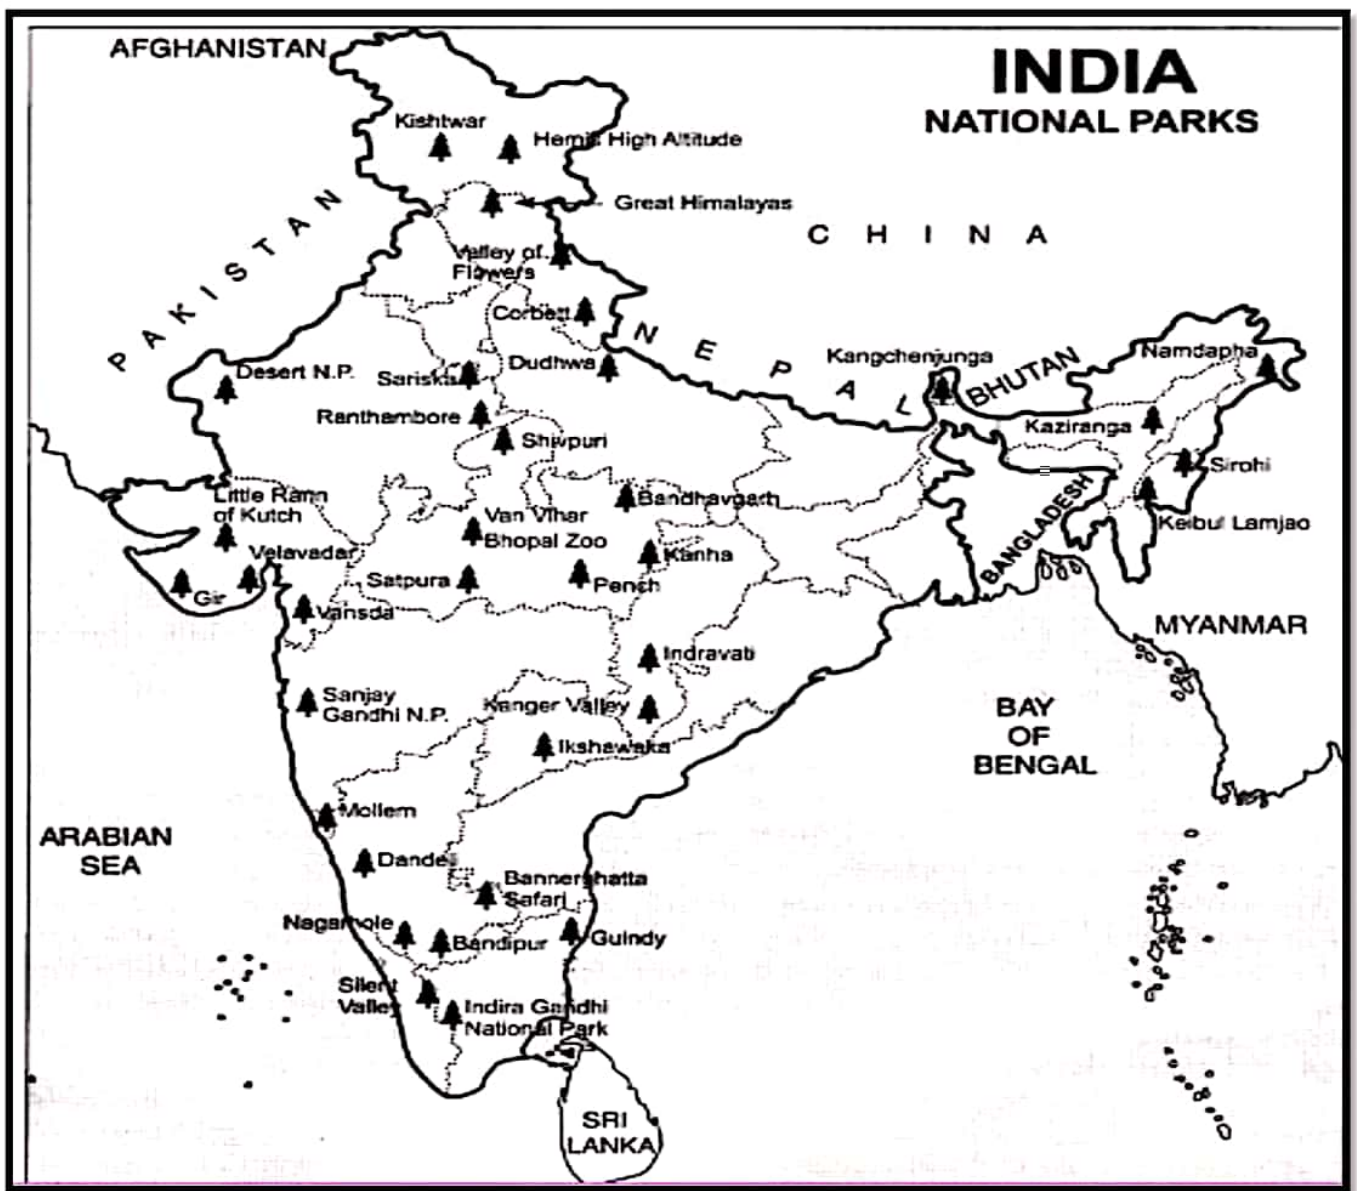 AFGHANISTAN
INDIA
NATIONAL PARKS
Kishtwar
Hemis High Altitude
PAKISTAN
Great Himalayas
CHINA
Valley of
Flowers
Corbett
NEPAL
Desert N.P.
Sariska
Dudhwa
Kangchenjunga
BHUTAN
Namdapha
Ranthambore
Kaziranga
Shivpuri
Sirohi
Little Rann
of Kutch
Bandhavgarh
Van Vihar
Bhopal Zoo
BANGLADESH
Keibul Lamjao
Velavadar
Kanha
Satpura
Pench
Gir
Vansda
MYANMAR
Indravati
Sanjay
Gandhi N.P.
Kanger Valley
BAY
OF
BENGAL
Ikshawaka
Mollem
ARABIAN
SEA
Dandeli
Bannerghatta
Safari
Nagarhole
Bandipur
Guindy
Silent
Valley
Indira Gandhi
National Park
SRI
LANKA